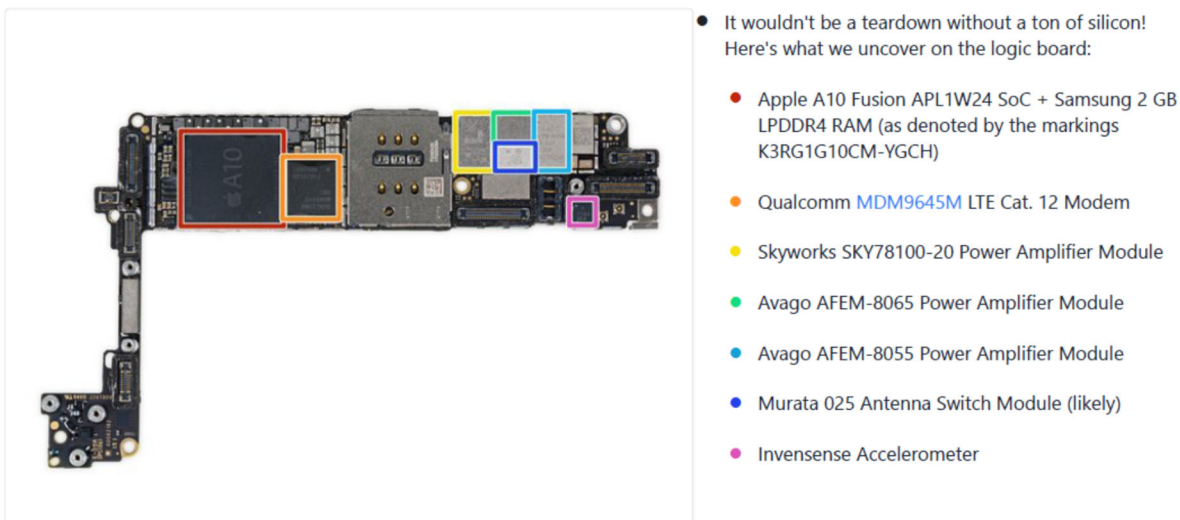 A10
It wouldn't be a teardown without a ton of silicon!
Here's what we uncover on the logic board:
Apple A10 Fusion APL1W24 SoC + Samsung 2 GB
LPDDR4 RAM (as denoted by the markings
K3RG1G10CM-YGCH)
Qualcomm MDM9645M LTE Cat. 12 Modem
Skyworks SKY78100-20 Power Amplifier Module
Avago AFEM-8065 Power Amplifier Module
Avago AFEM-8055 Power Amplifier Module
Murata 025 Antenna Switch Module (likely)
Invensense Accelerometer